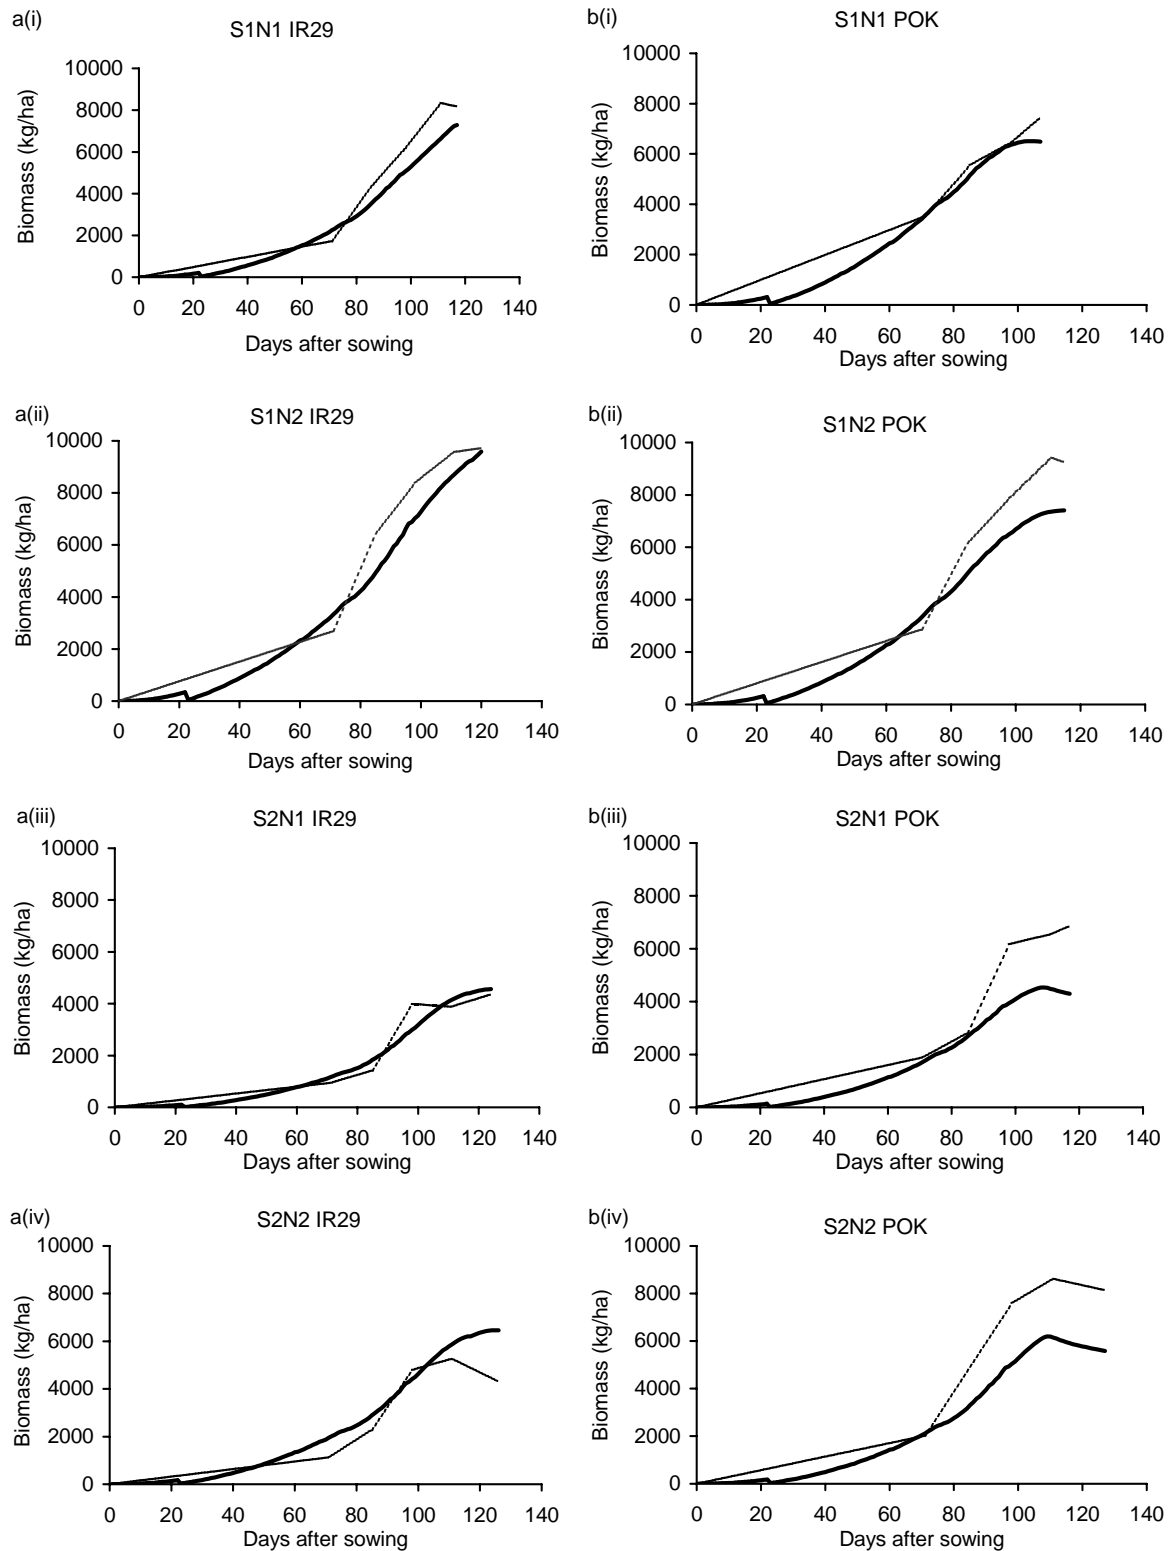 a(i)
S1N1 IR29
Biomass (kg/ha)
10000
8000
6000
4000
2000
0
0 20 40 60 80 100 120 140
Days after sowing
b(i)
S1N1 POK
Biomass (kg/ha)
10000
8000
6000
4000
2000
0
0 20 40 60 80 100 120 140
Days after sowing
a(ii)
S1N2 IR29
Biomass (kg/ha)
10000
8000
6000
4000
2000
0
0 20 40 60 80 100 120 140
Days after sowing
b(ii)
S1N2 POK
Biomass (kg/ha)
10000
8000
6000
4000
2000
0
0 20 40 60 80 100 120 140
Days after sowing
a(iii)
S2N1 IR29
Biomass (kg/ha)
10000
8000
6000
4000
2000
0
0 20 40 60 80 100 120 140
Days after sowing
b(iii)
S2N1 POK
Biomass (kg/ha)
10000
8000
6000
4000
2000
0
0 20 40 60 80 100 120 140
Days after sowing
a(iv)
S2N2 IR29
Biomass (kg/ha)
10000
8000
6000
4000
2000
0
0 20 40 60 80 100 120 140
Days after sowing
b(iv)
S2N2 POK
Biomass (kg/ha)
10000
8000
6000
4000
2000
0
0 20 40 60 80 100 120 140
Days after sowing